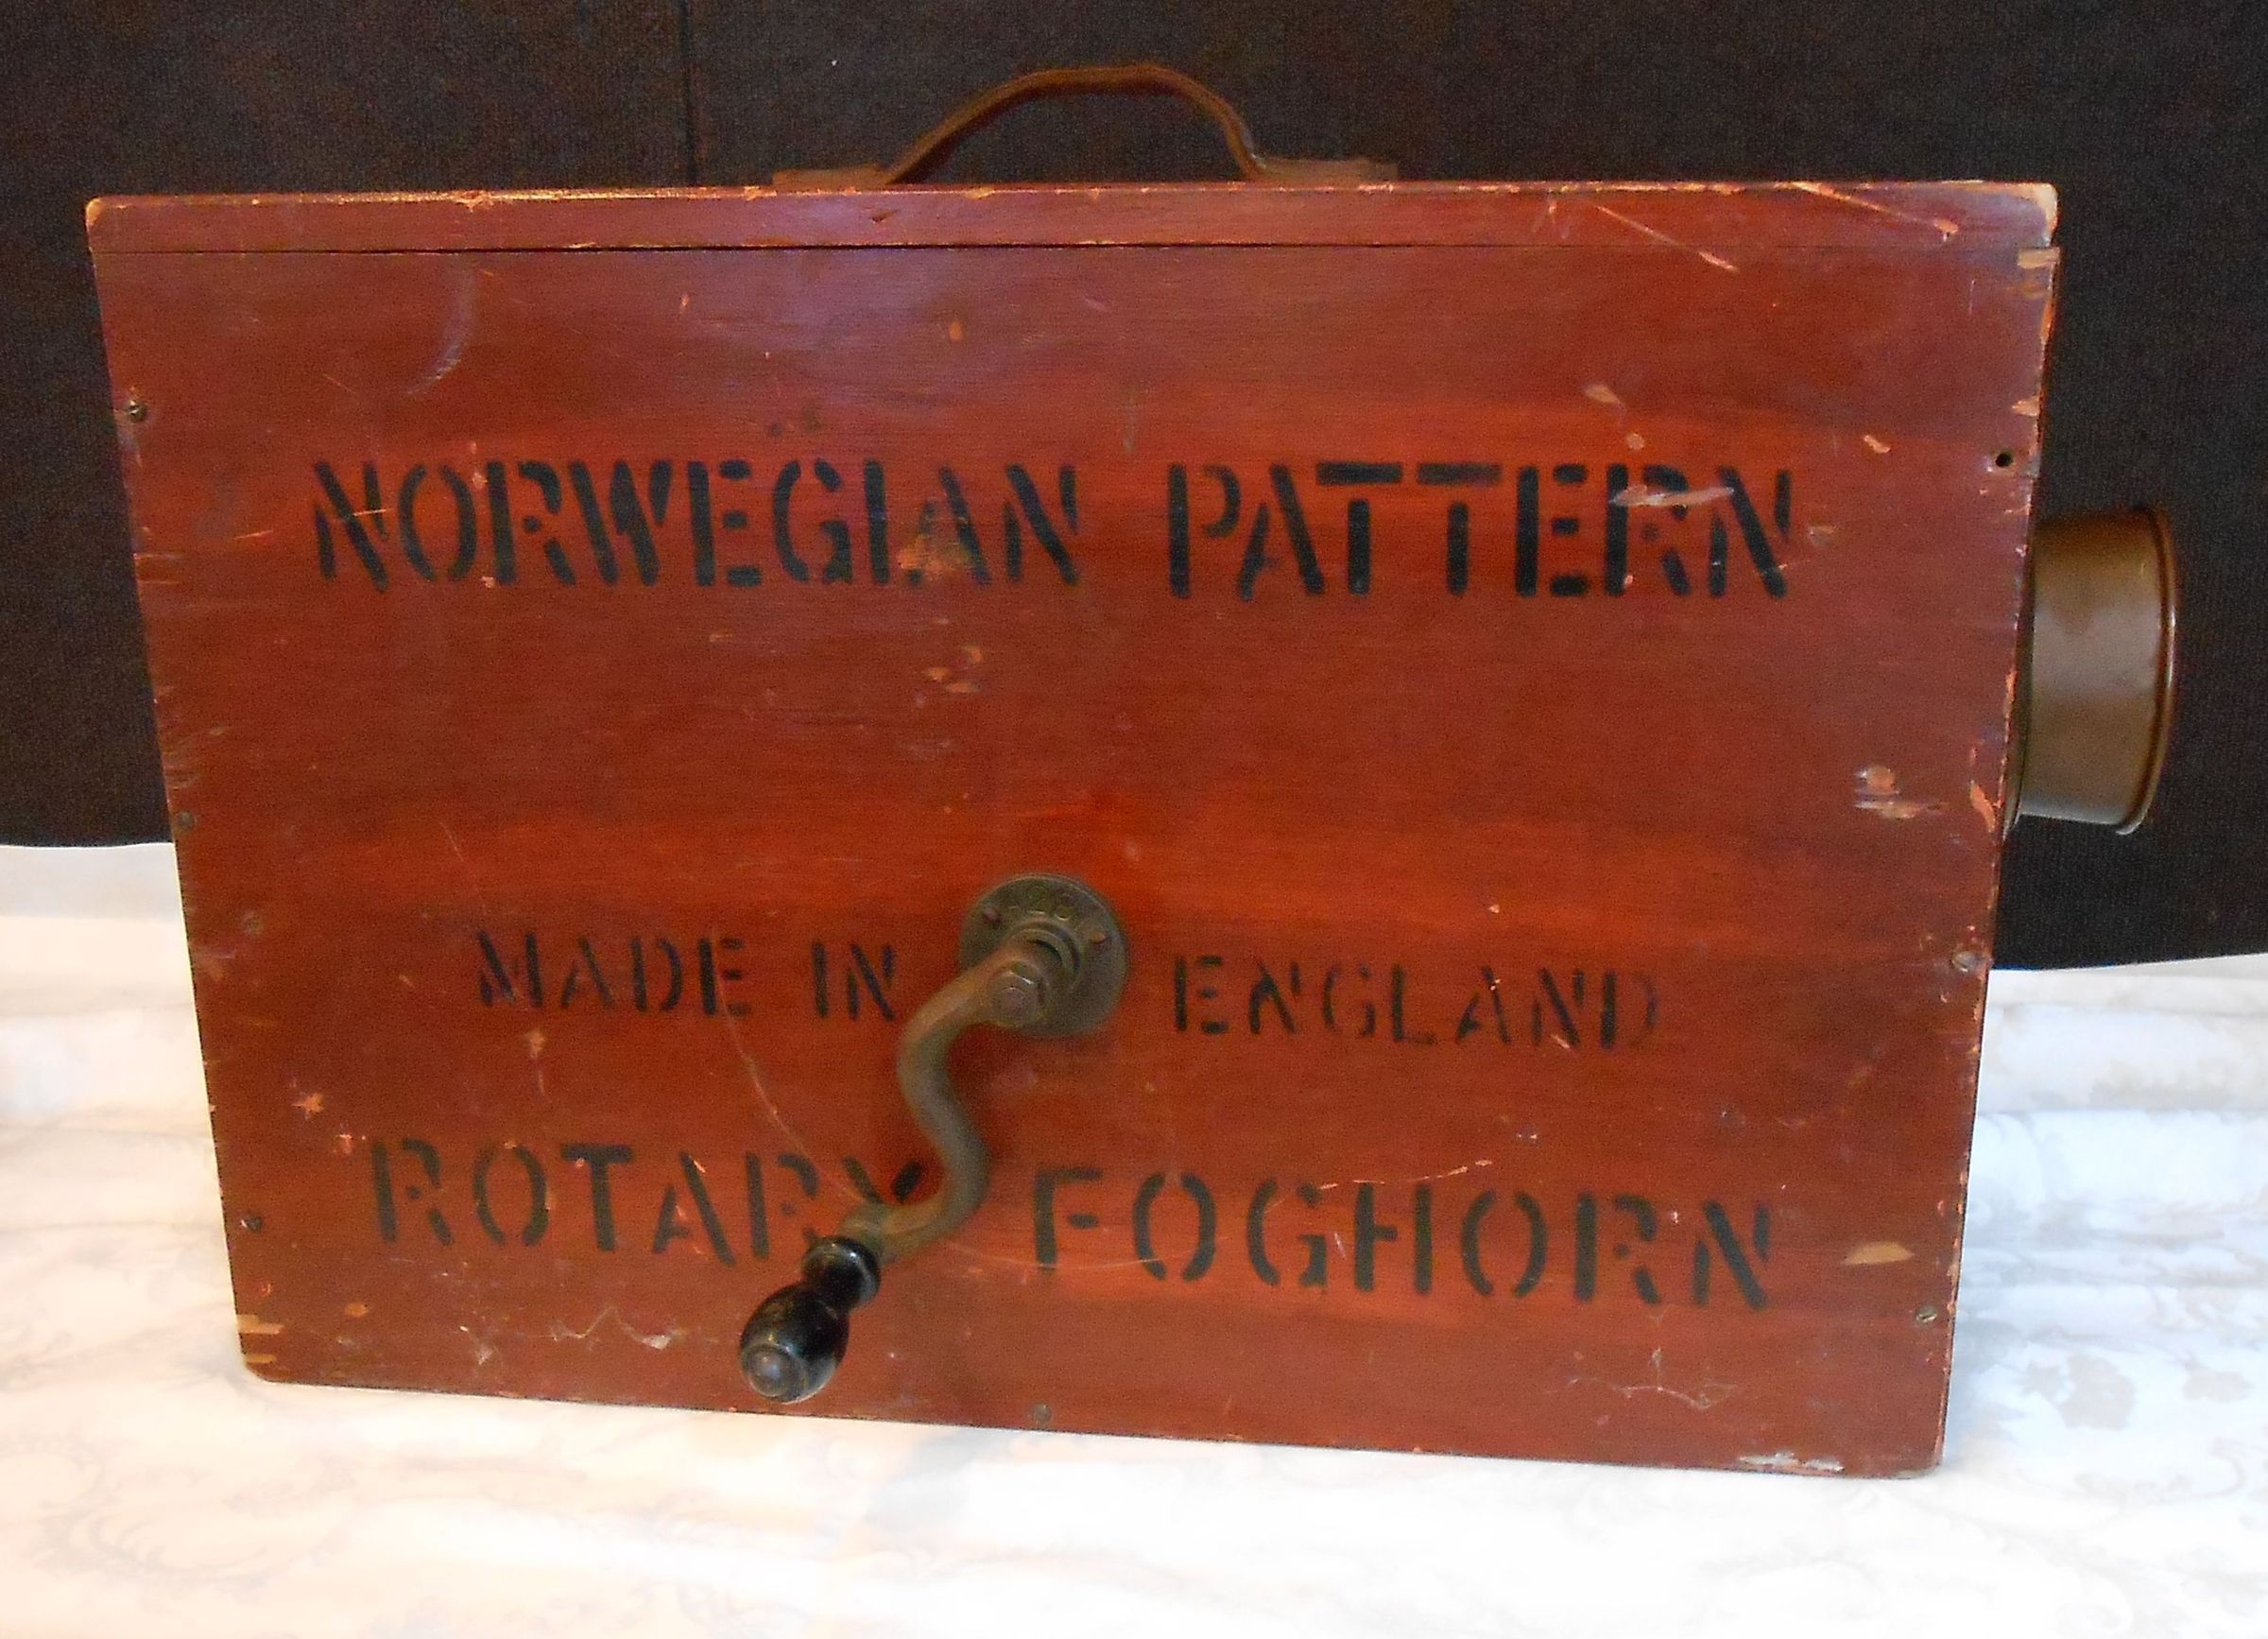 NORWEGIAN PATTERN
MADE IN ENGLAND
ROTARY FOGHORN